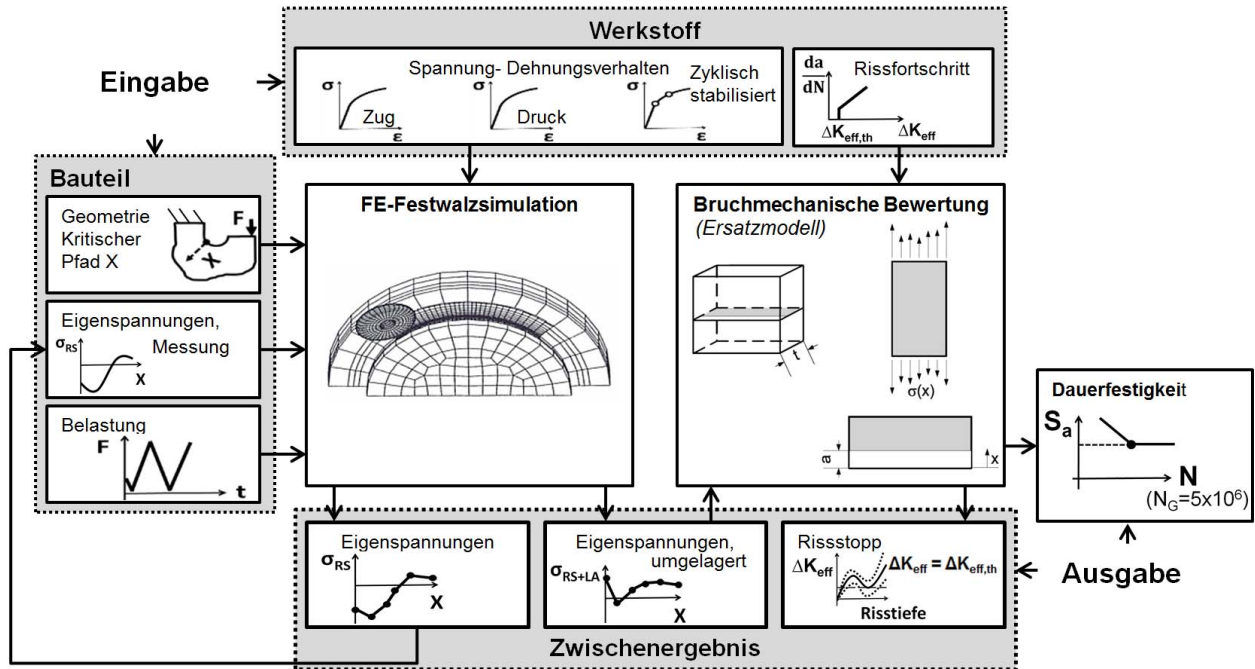 Werkstoff
Eingabe
Spannung- Dehnungsverhalten
Zyklisch
stabilisiert
σ
Zug
ε
σ
Druck
ε
σ
ε
da
dN
Rissfortschritt
ΔKeff,th
ΔKeff
Bauteil
Geometrie
Kritischer
Pfad X
F
X
Eigenspannungen,
Messung
σRS
X
Belastung
F
t
FE-Festwalzsimulation
Bruchmechanische Bewertung
(Ersatzmodell)
t
σ(x)
a
x
Dauerfestigkeit
Sa
N
(NG=5x10⁶)
Eigenspannungen
σRS
X
Eigenspannungen,
umgelagert
σRS+LA
X
Rissstopp
ΔKeff
ΔKeff = ΔKeff,th
Risstiefe
Ausgabe
Zwischenergebnis